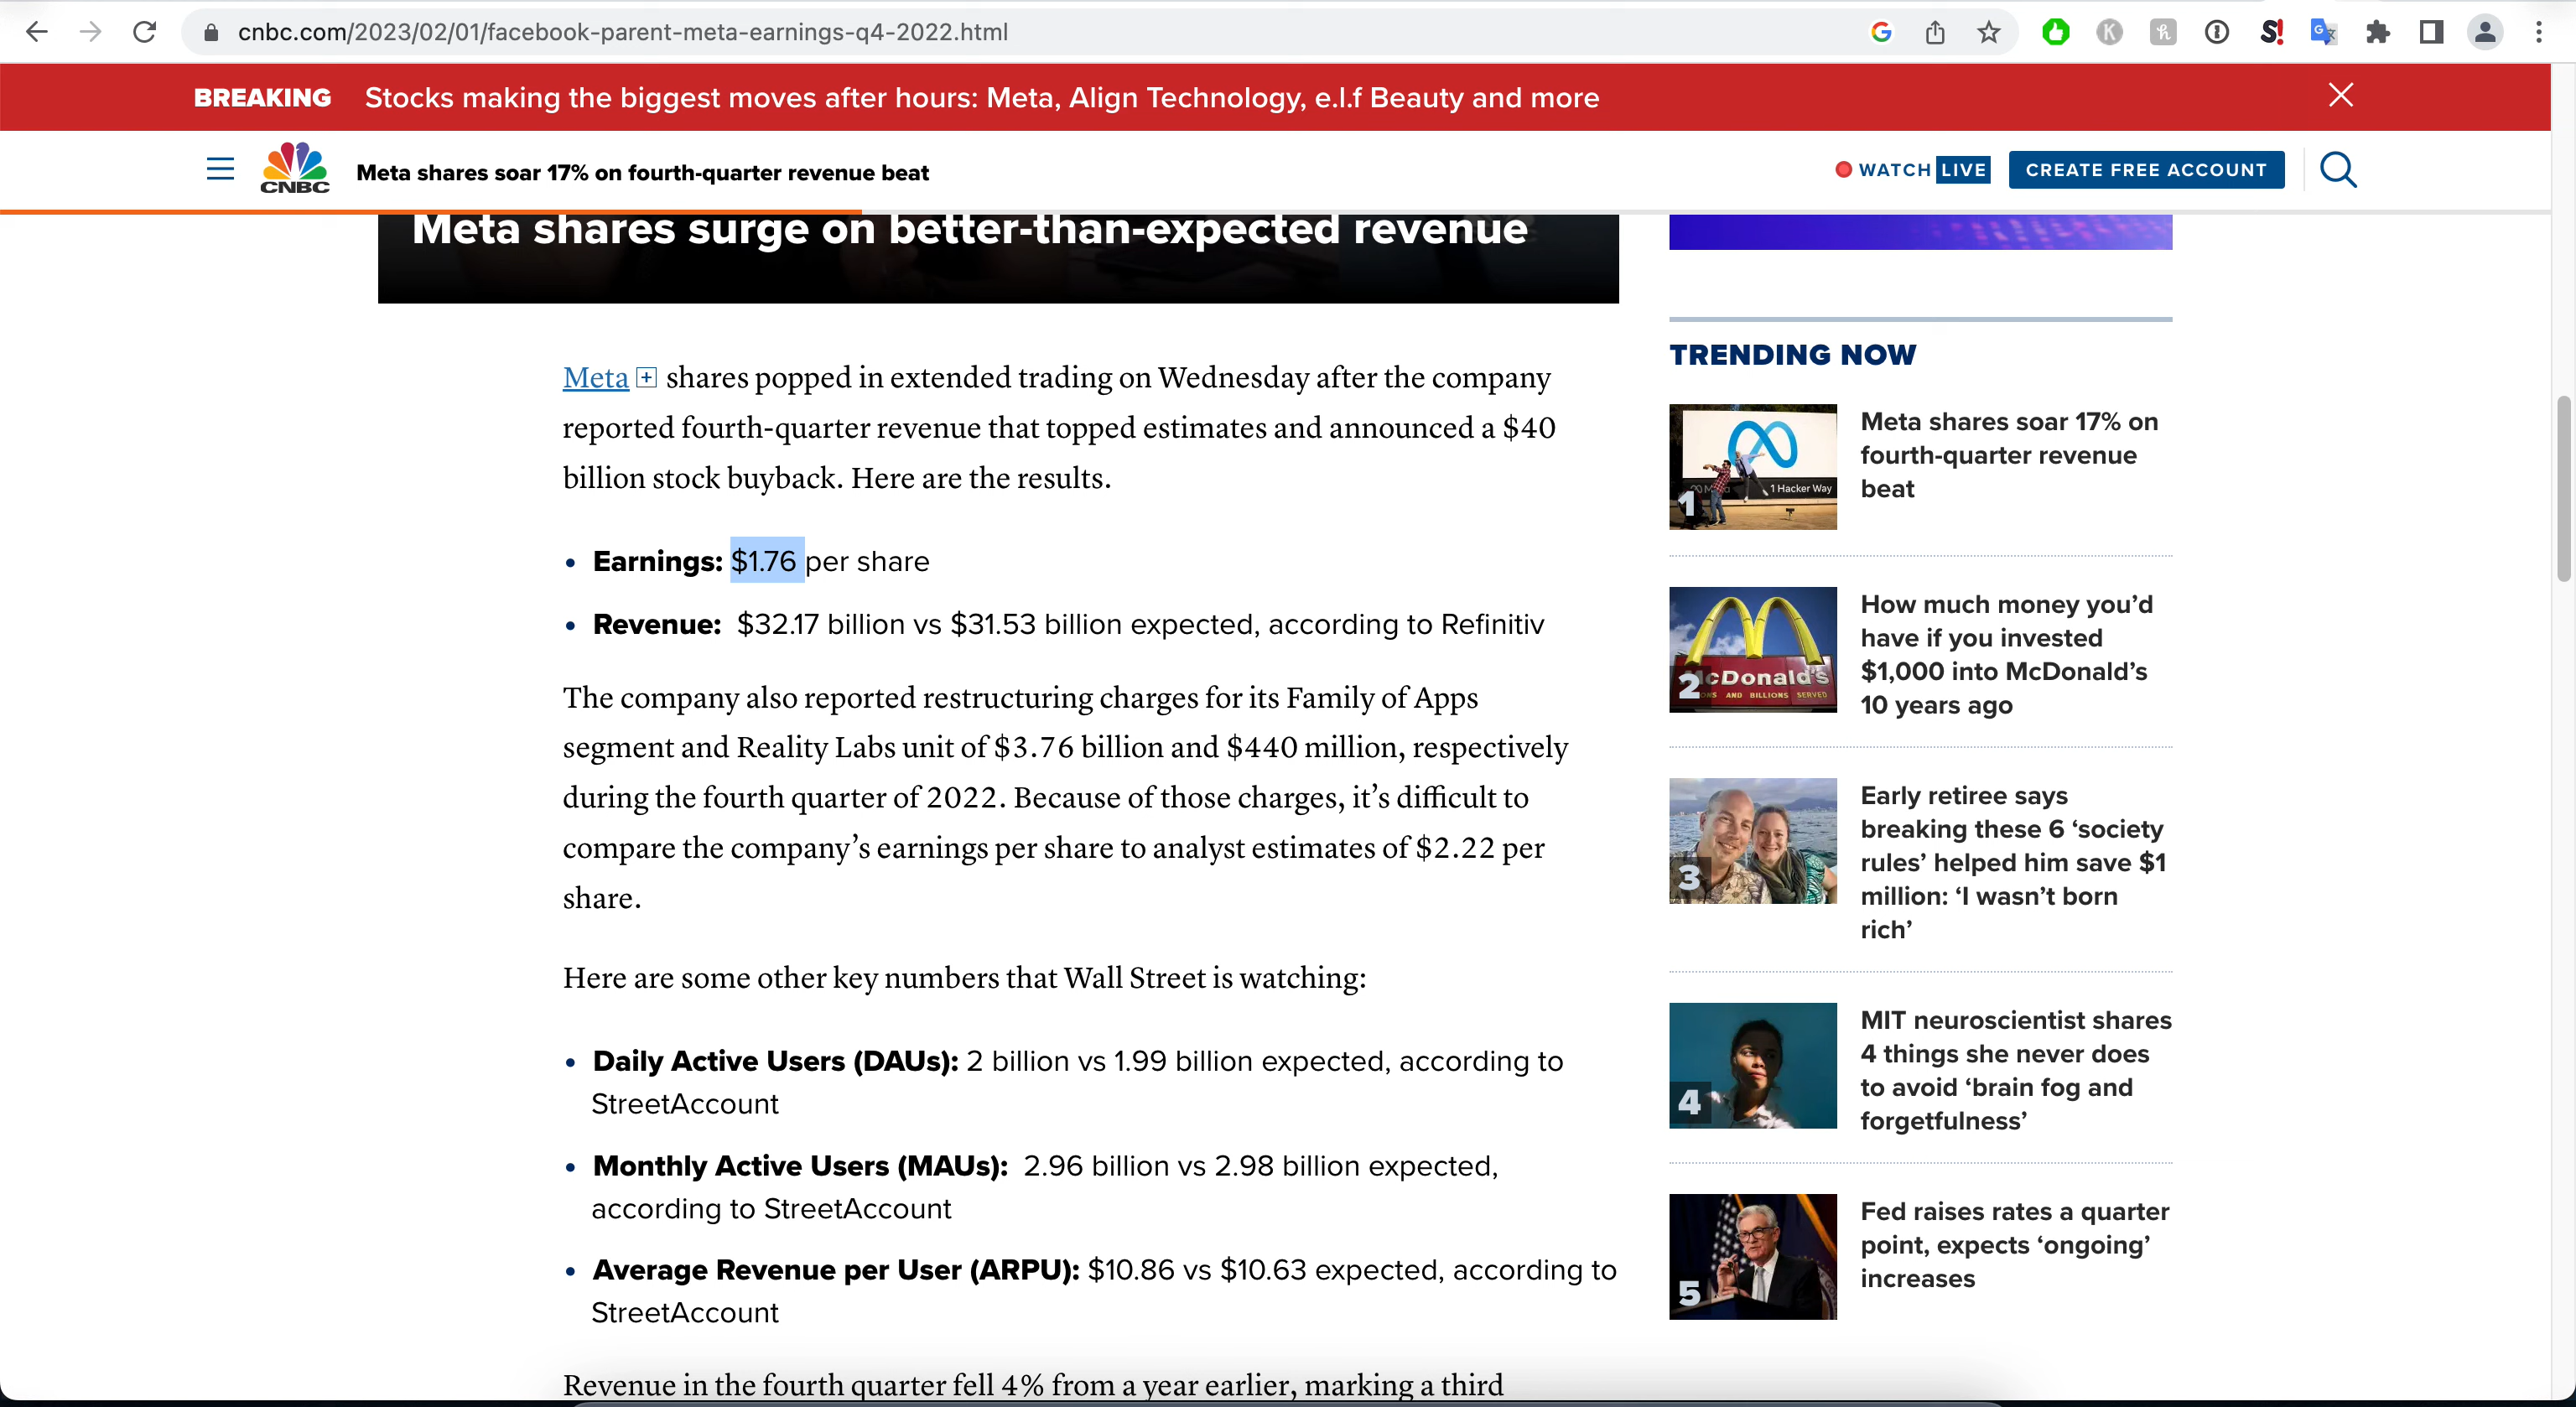 cnbc.com/2023/02/01/facebook-parent-meta-earnings-q4-2022.html
BREAKING Stocks making the biggest moves after hours: Meta, Align Technology, e.l.f Beauty and more
CNBC
Meta shares soar 17% on fourth-quarter revenue beat
WATCH LIVE
CREATE FREE ACCOUNT
Meta shares surge on better-than-expected revenue
Meta shares popped in extended trading on Wednesday after the company
reported fourth-quarter revenue that topped estimates and announced a $40
billion stock buyback. Here are the results.
• Earnings: $1.76 per share
• Revenue: $32.17 billion vs $31.53 billion expected, according to Refinitiv
The company also reported restructuring charges for its Family of Apps
segment and Reality Labs unit of $3.76 billion and $440 million, respectively
during the fourth quarter of 2022. Because of those charges, it’s difficult to
compare the company’s earnings per share to analyst estimates of $2.22 per
share.
Here are some other key numbers that Wall Street is watching:
• Daily Active Users (DAUs): 2 billion vs 1.99 billion expected, according to
StreetAccount
• Monthly Active Users (MAUs): 2.96 billion vs 2.98 billion expected,
according to StreetAccount
• Average Revenue per User (ARPU): $10.86 vs $10.63 expected, according to
StreetAccount
Revenue in the fourth quarter fell 4% from a year earlier, marking a third
TRENDING NOW
1 Hacker Way
1
Meta shares soar 17% on
fourth-quarter revenue
beat
cDonald's
AND BILLIONS SERVED
2
How much money you’d
have if you invested
$1,000 into McDonald’s
10 years ago
3
Early retiree says
breaking these 6 ‘society
rules’ helped him save $1
million: ‘I wasn’t born
rich’
4
MIT neuroscientist shares
4 things she never does
to avoid ‘brain fog and
forgetfulness’
5
Fed raises rates a quarter
point, expects ‘ongoing’
increases